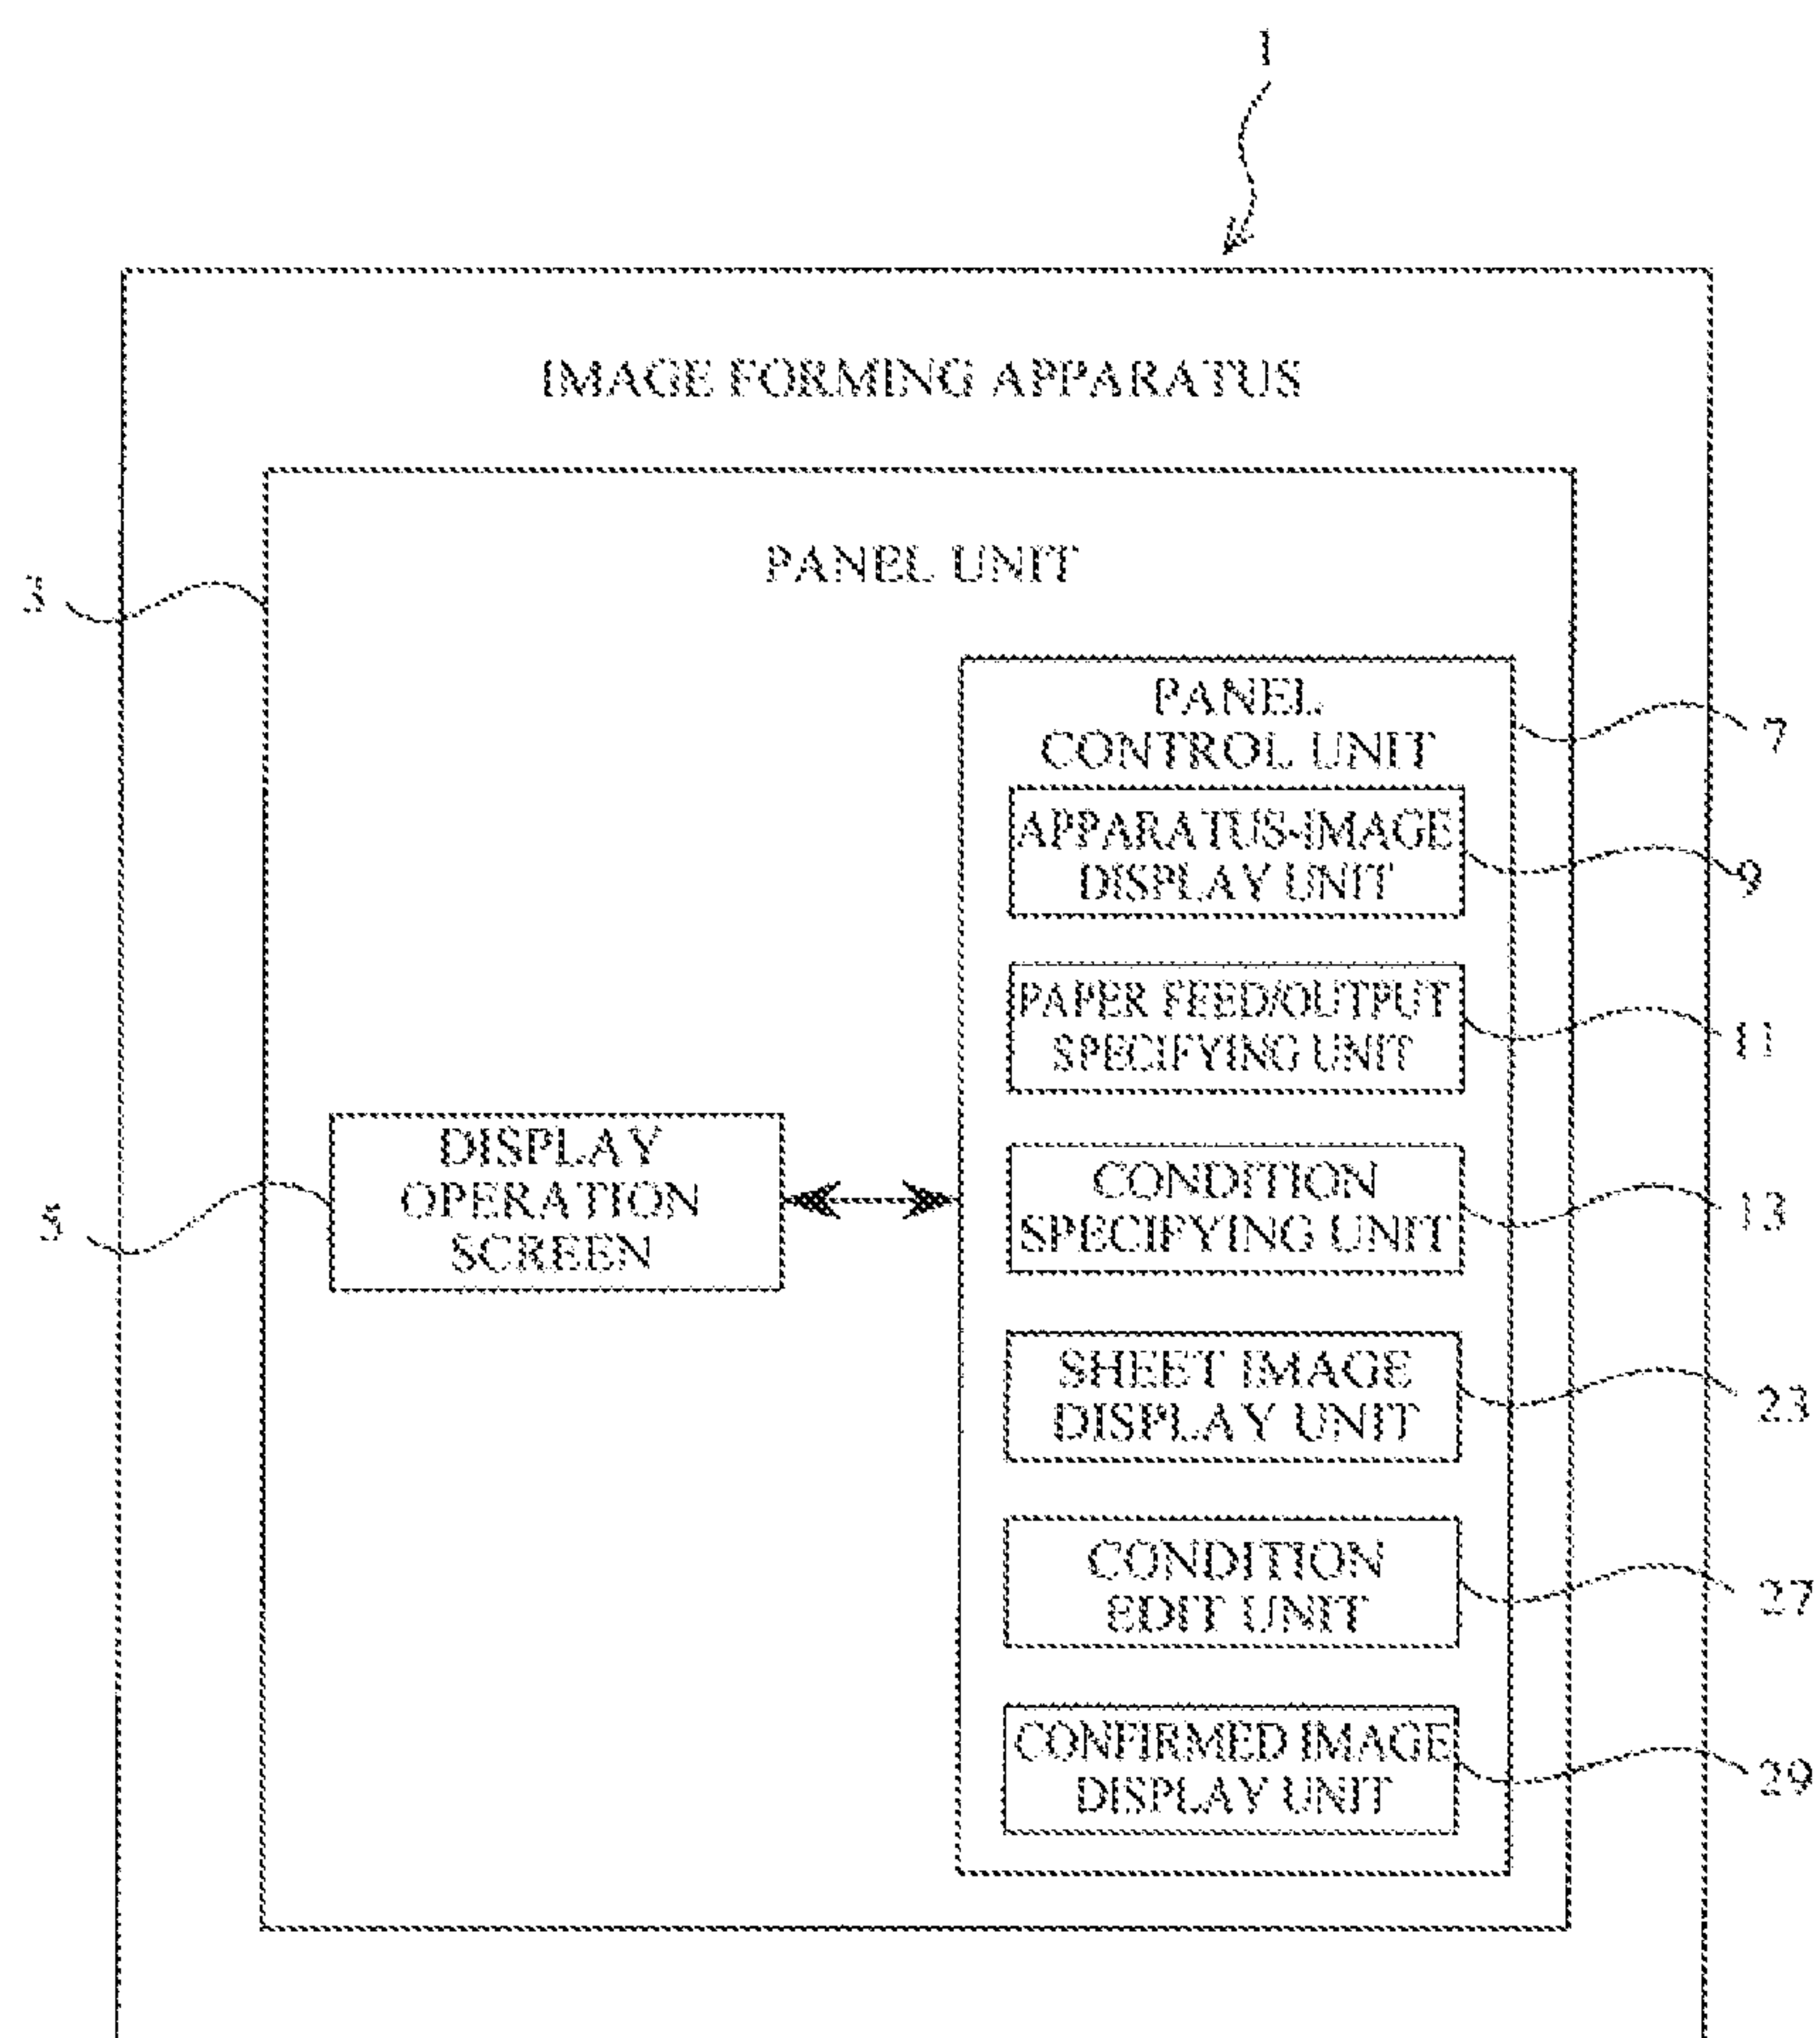 1
IMAGE FORMING APPARATUS
PANEL UNIT
3
PANEL
CONTROL UNIT
7
APPARATUS-IMAGE
DISPLAY UNIT
9
PAPER FEED/OUTPUT
SPECIFYING UNIT
11
DISPLAY
OPERATION
SCREEN
5
CONDITION
SPECIFYING UNIT
13
SHEET IMAGE
DISPLAY UNIT
23
CONDITION
EDIT UNIT
27
CONFIRMED IMAGE
DISPLAY UNIT
29